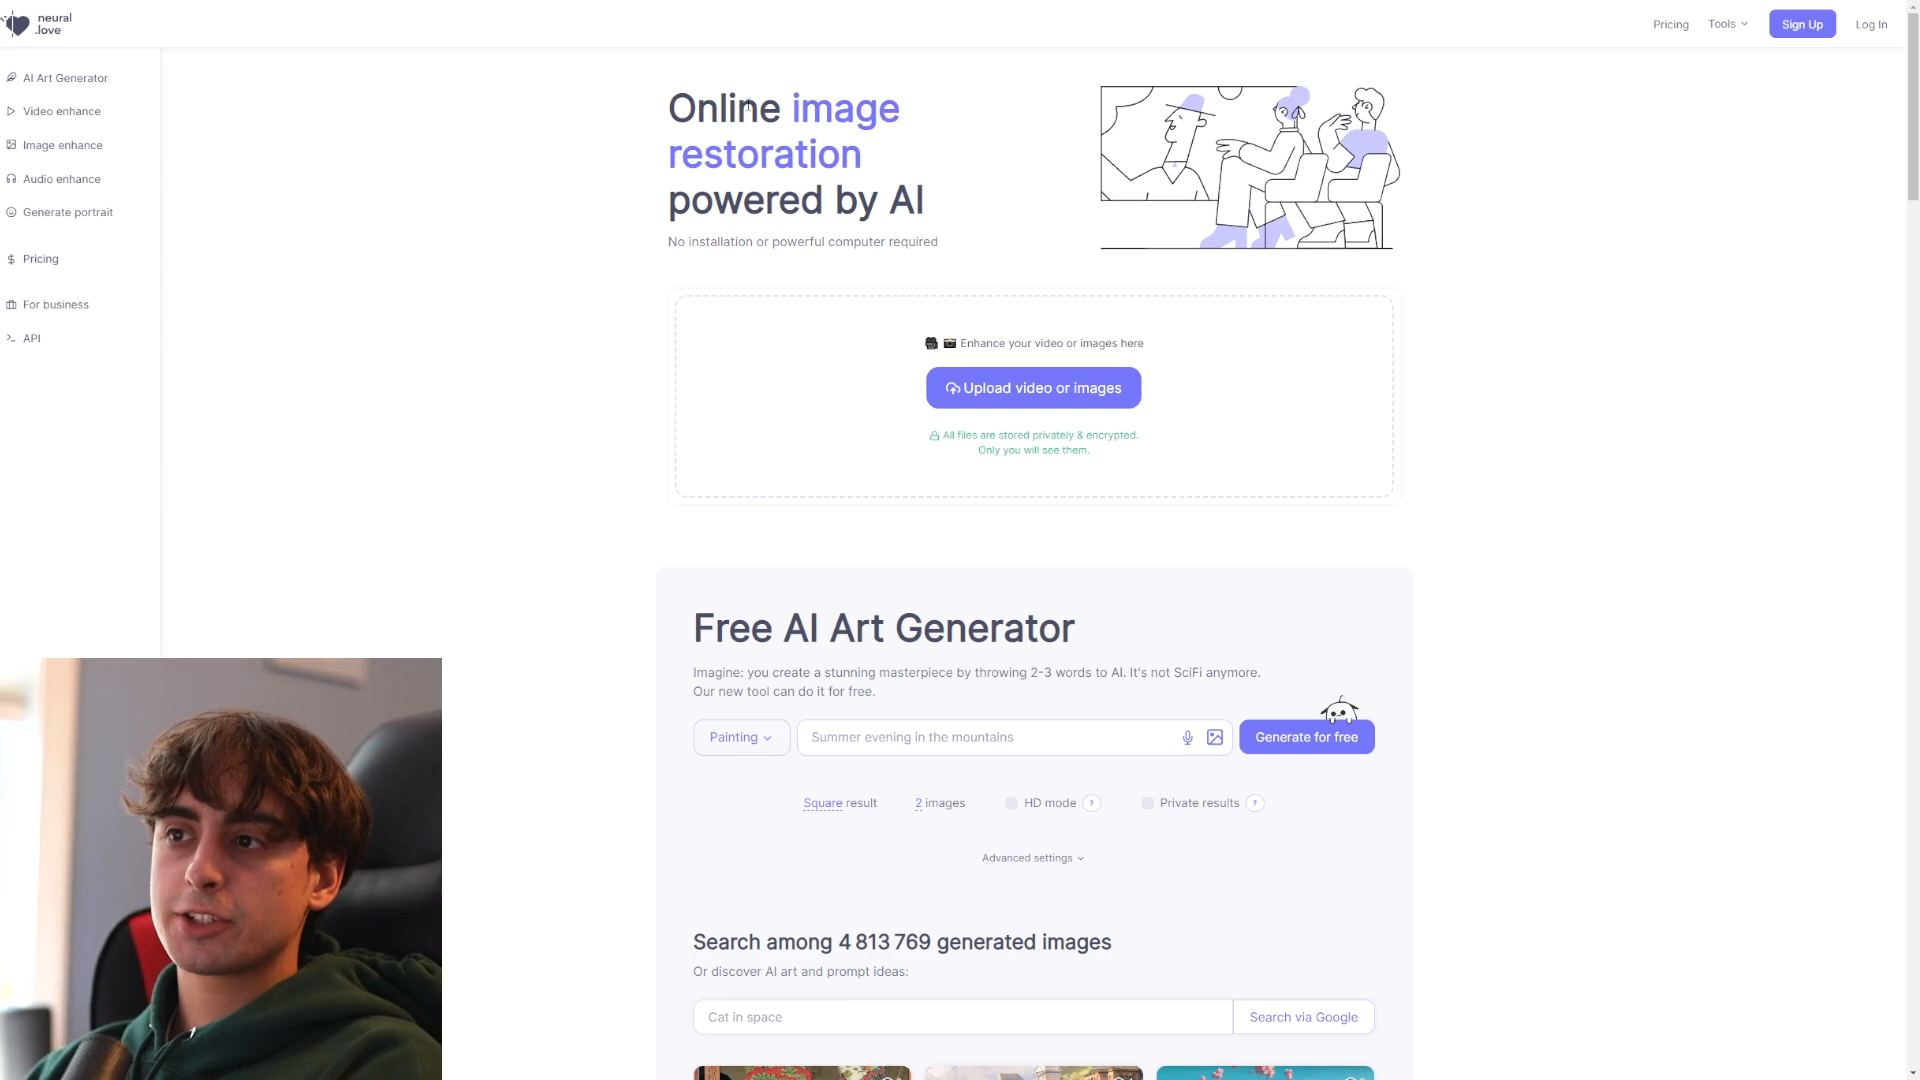 neural
.love
Pricing
Tools
Sign Up
Log In
AI Art Generator
Video enhance
Image enhance
Audio enhance
Generate portrait
Pricing
For business
API
Online image
restoration
powered by AI
No installation or powerful computer required
Enhance your video or images here
Upload video or images
All files are stored privately & encrypted.
Only you will see them.
Free AI Art Generator
Imagine: you create a stunning masterpiece by throwing 2-3 words to AI. It's not SciFi anymore.
Our new tool can do it for free.
Painting
Summer evening in the mountains
Generate for free
Square result
2 images
HD mode ?
Private results ?
Advanced settings
Search among 4 813 769 generated images
Or discover AI art and prompt ideas:
Cat in space
Search via Google